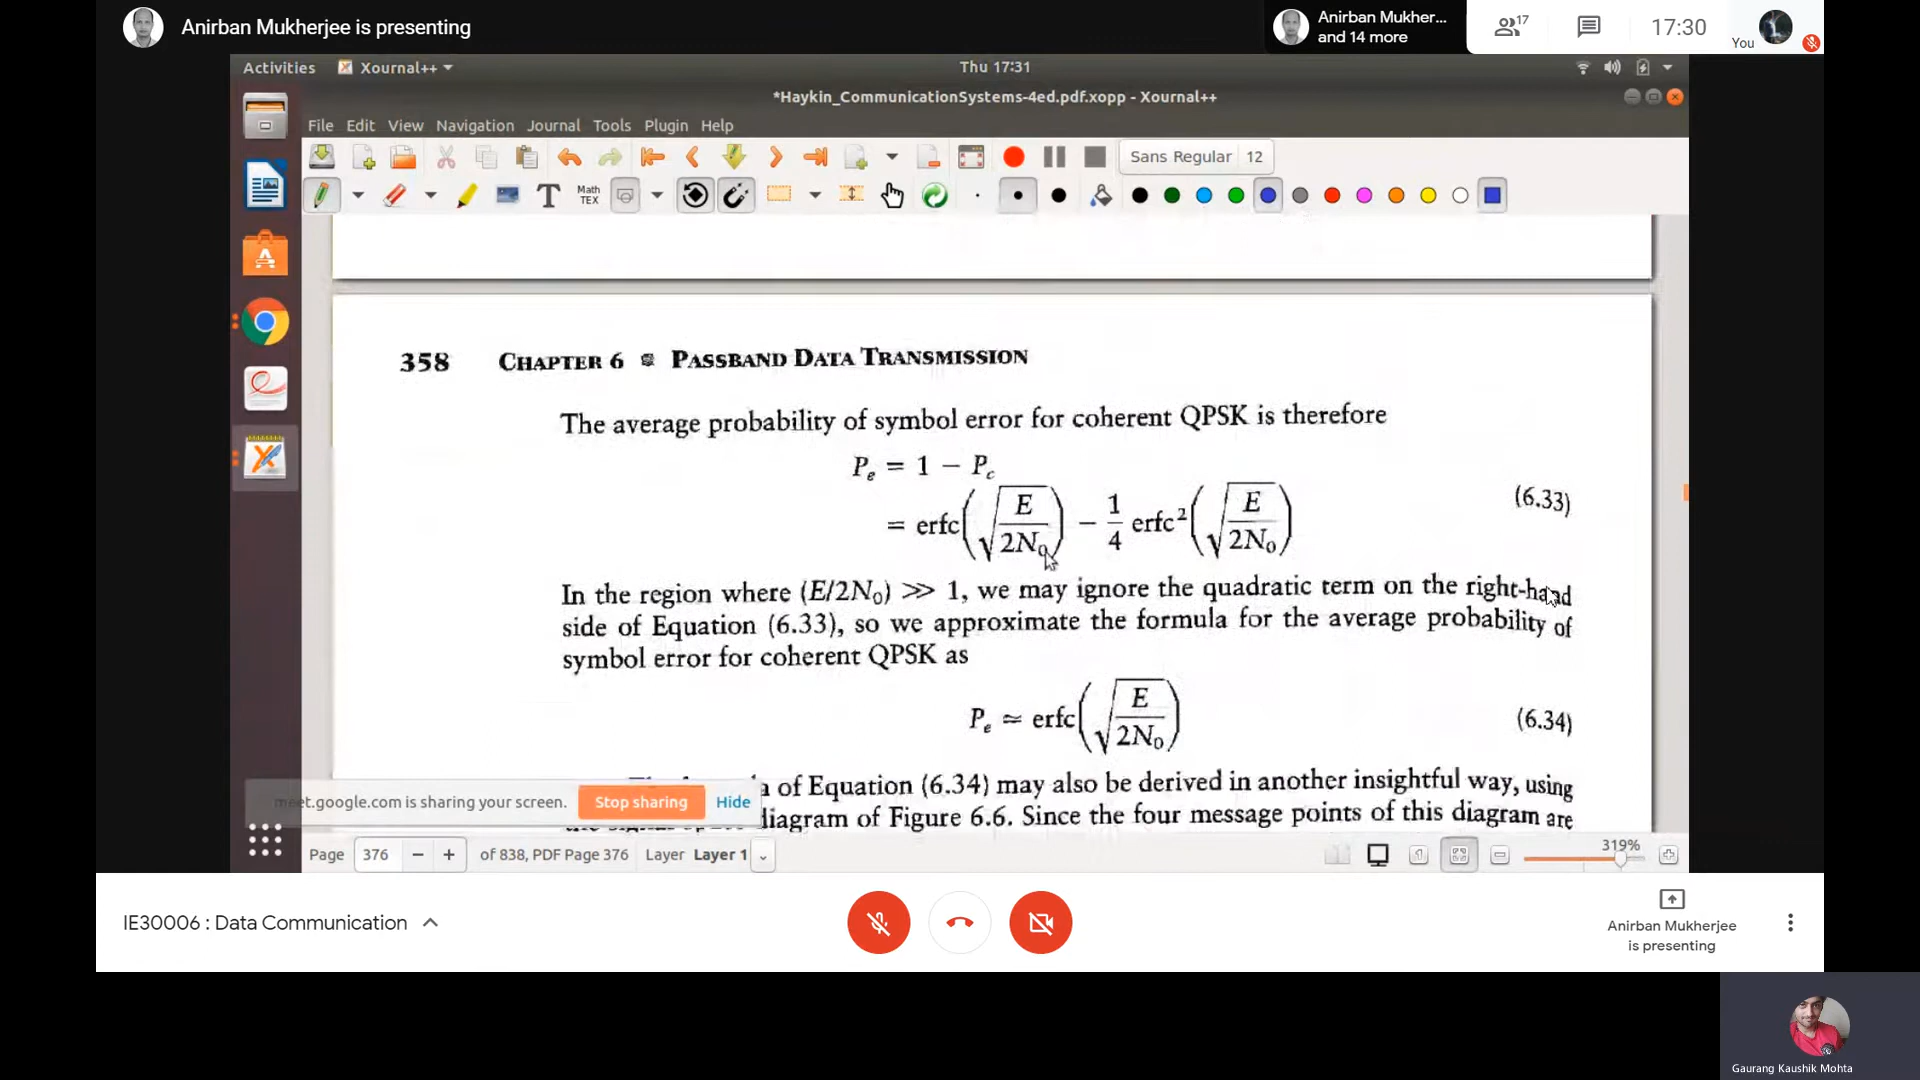 Anirban Mukherjee is presenting
Anirban Mukher...
and 14 more
17
17:30
You
Activities
Xournal++
Thu 17:31
*Haykin_CommunicationSystems-4ed.pdf.xopp - Xournal++
File Edit View Navigation Journal Tools Plugin Help
Sans Regular 12
Math
TEX
358 CHAPTER 6 PASSBAND DATA TRANSMISSION
The average probability of symbol error for coherent QPSK is therefore
P_e = 1 − P_c
= erfc(√(E/2N₀)) − 1/4 erfc²(√(E/2N₀)) (6.33)
In the region where (E/2N₀) ≫ 1, we may ignore the quadratic term on the right-hand
side of Equation (6.33), so we approximate the formula for the average probability of
symbol error for coherent QPSK as
P_e ≃ erfc(√(E/2N₀)) (6.34)
of Equation (6.34) may also be derived in another insightful way, using
diagram of Figure 6.6. Since the four message points of this diagram are
meet.google.com is sharing your screen. Stop sharing Hide
Page 376 − + of 838, PDF Page 376 Layer Layer 1
319%
IE30006 : Data Communication
Anirban Mukherjee
is presenting
Gaurang Kaushik Mohta